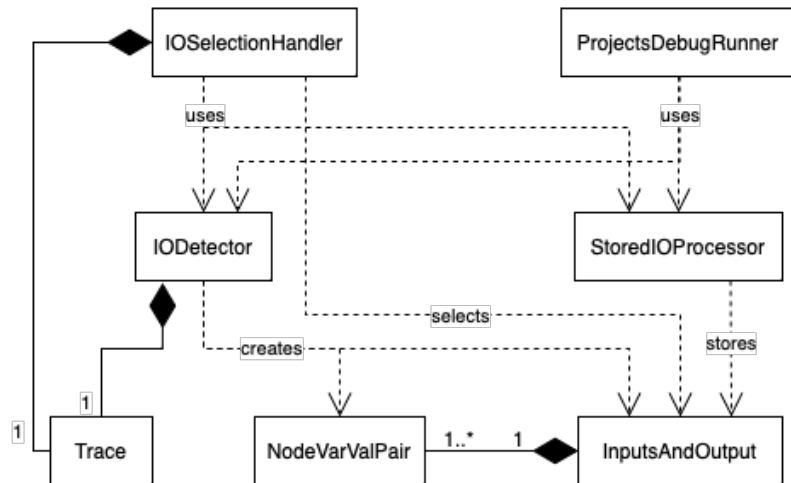 IOSelectionHandler
ProjectsDebugRunner
uses
uses
IODetector
StoredIOProcessor
selects
creates
stores
1
1
Trace
NodeVarValPair
1..*
1
InputsAndOutput